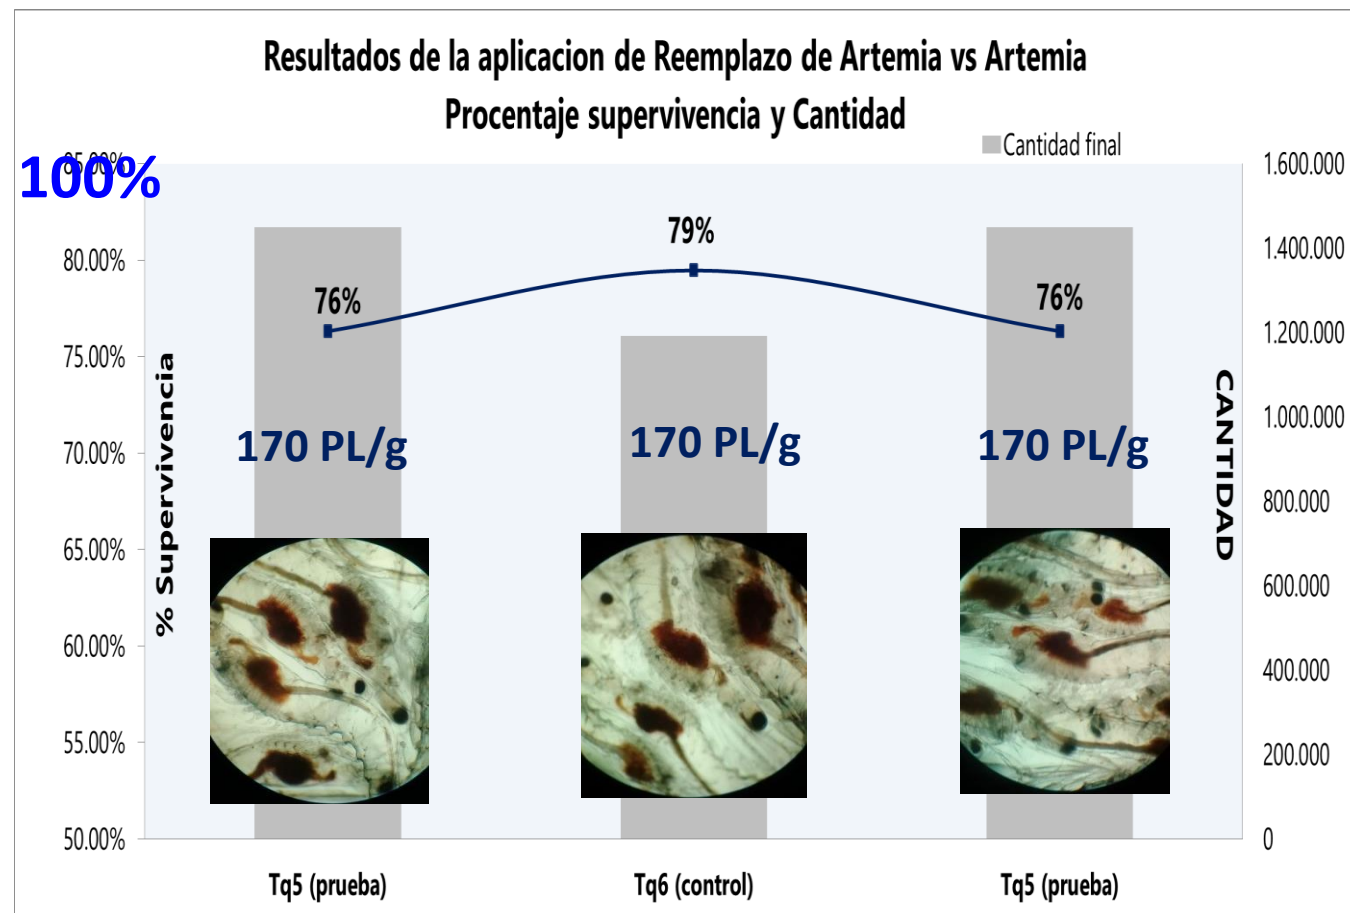 Resultados de la aplicacion de Reemplazo de Artemia vs Artemia
Procentaje supervivencia y Cantidad
Cantidad final
100%
85.00%
80.00%
75.00%
70.00%
65.00%
60.00%
55.00%
50.00%
% Supervivencia
76%
79%
76%
170 PL/g
170 PL/g
170 PL/g
CANTIDAD
1.600.000
1.400.000
1.200.000
1.000.000
800.000
600.000
400.000
200.000
0
Tq5 (prueba)
Tq6 (control)
Tq5 (prueba)